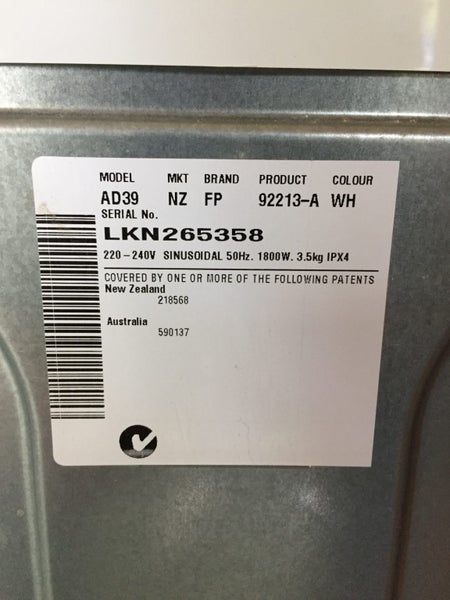 MODEL MKT BRAND PRODUCT COLOUR
AD39 NZ FP 92213-A WH
SERIAL No.
LKN265358
220-240V SINUSOIDAL 50Hz. 1800W. 3.5kg IPX4
COVERED BY ONE OR MORE OF THE FOLLOWING PATENTS
New Zealand
218568
Australia
590137